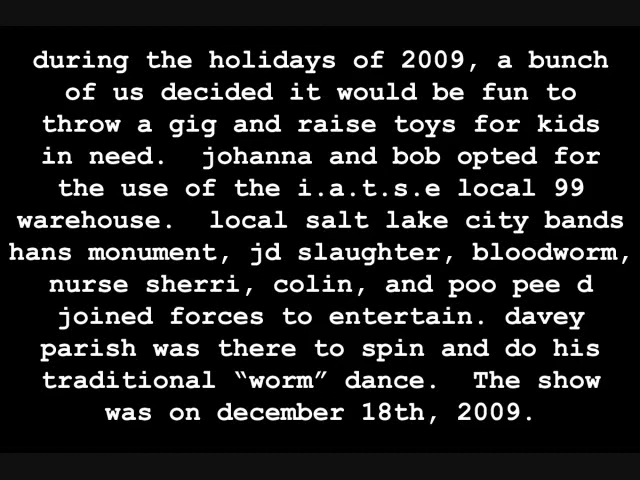 during the holidays of 2009, a bunch
of us decided it would be fun to
throw a gig and raise toys for kids
in need.  johanna and bob opted for
the use of the i.a.t.s.e local 99
warehouse.  local salt lake city bands
hans monument, jd slaughter, bloodworm,
nurse sherri, colin, and poo pee d
joined forces to entertain. davey
parish was there to spin and do his
traditional “worm” dance.  The show
was on december 18th, 2009.